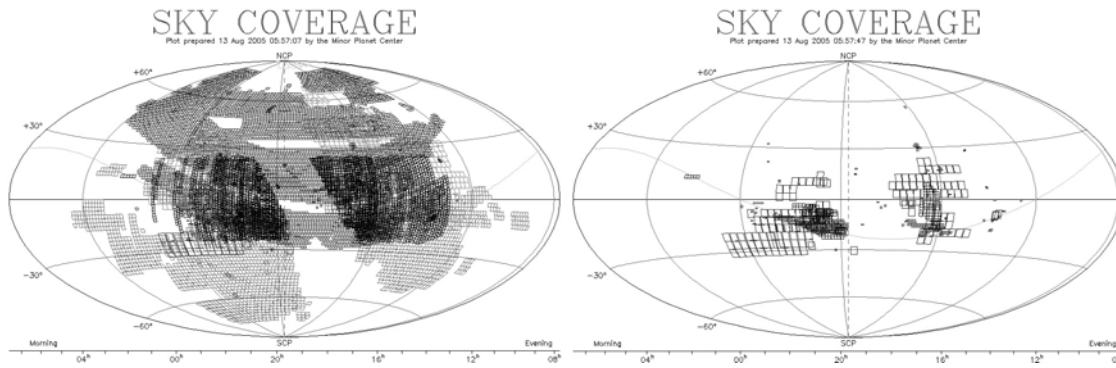 SKY COVERAGE
Plot prepared 13 Aug 2005 05:57:07 by the Minor Planet Center
NCP
+60°
+30°
-30°
-60°
SCP
Morning
Evening
04ʰ 00ʰ 20ʰ 16ʰ 12ʰ 08ʰ
SKY COVERAGE
Plot prepared 13 Aug 2005 05:57:47 by the Minor Planet Center
NCP
+60°
+30°
-30°
-60°
SCP
Morning
Evening
04ʰ 00ʰ 20ʰ 16ʰ 12ʰ